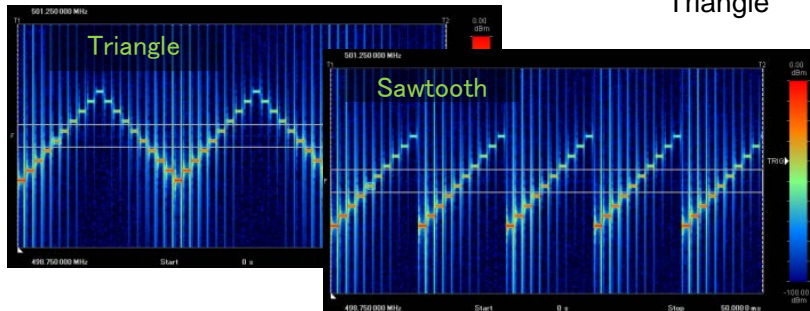 Triangle
501.250 000 MHz
T1
T2
0.00
dBm
Triangle
F
498.750 000 MHz
Start
0 s
501.250 000 MHz
T1
T2
0.00
dBm
Sawtooth
TRIG
F
-100.00
dBm
498.750 000 MHz
Start
0 s
Stop
50.000 0 ms